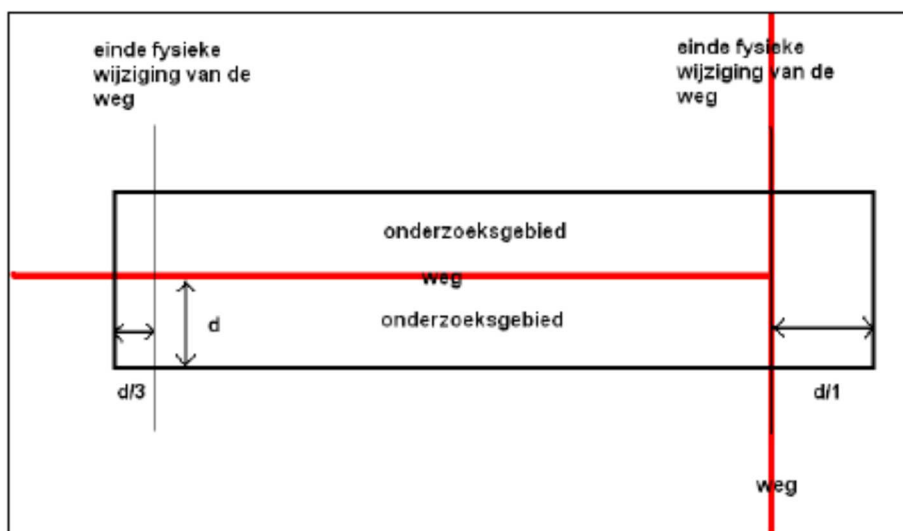 einde fysieke
wijziging van de
weg
einde fysieke
wijziging van de
weg
onderzoeksgebied
weg
onderzoeksgebied
d
d/3
d/1
weg